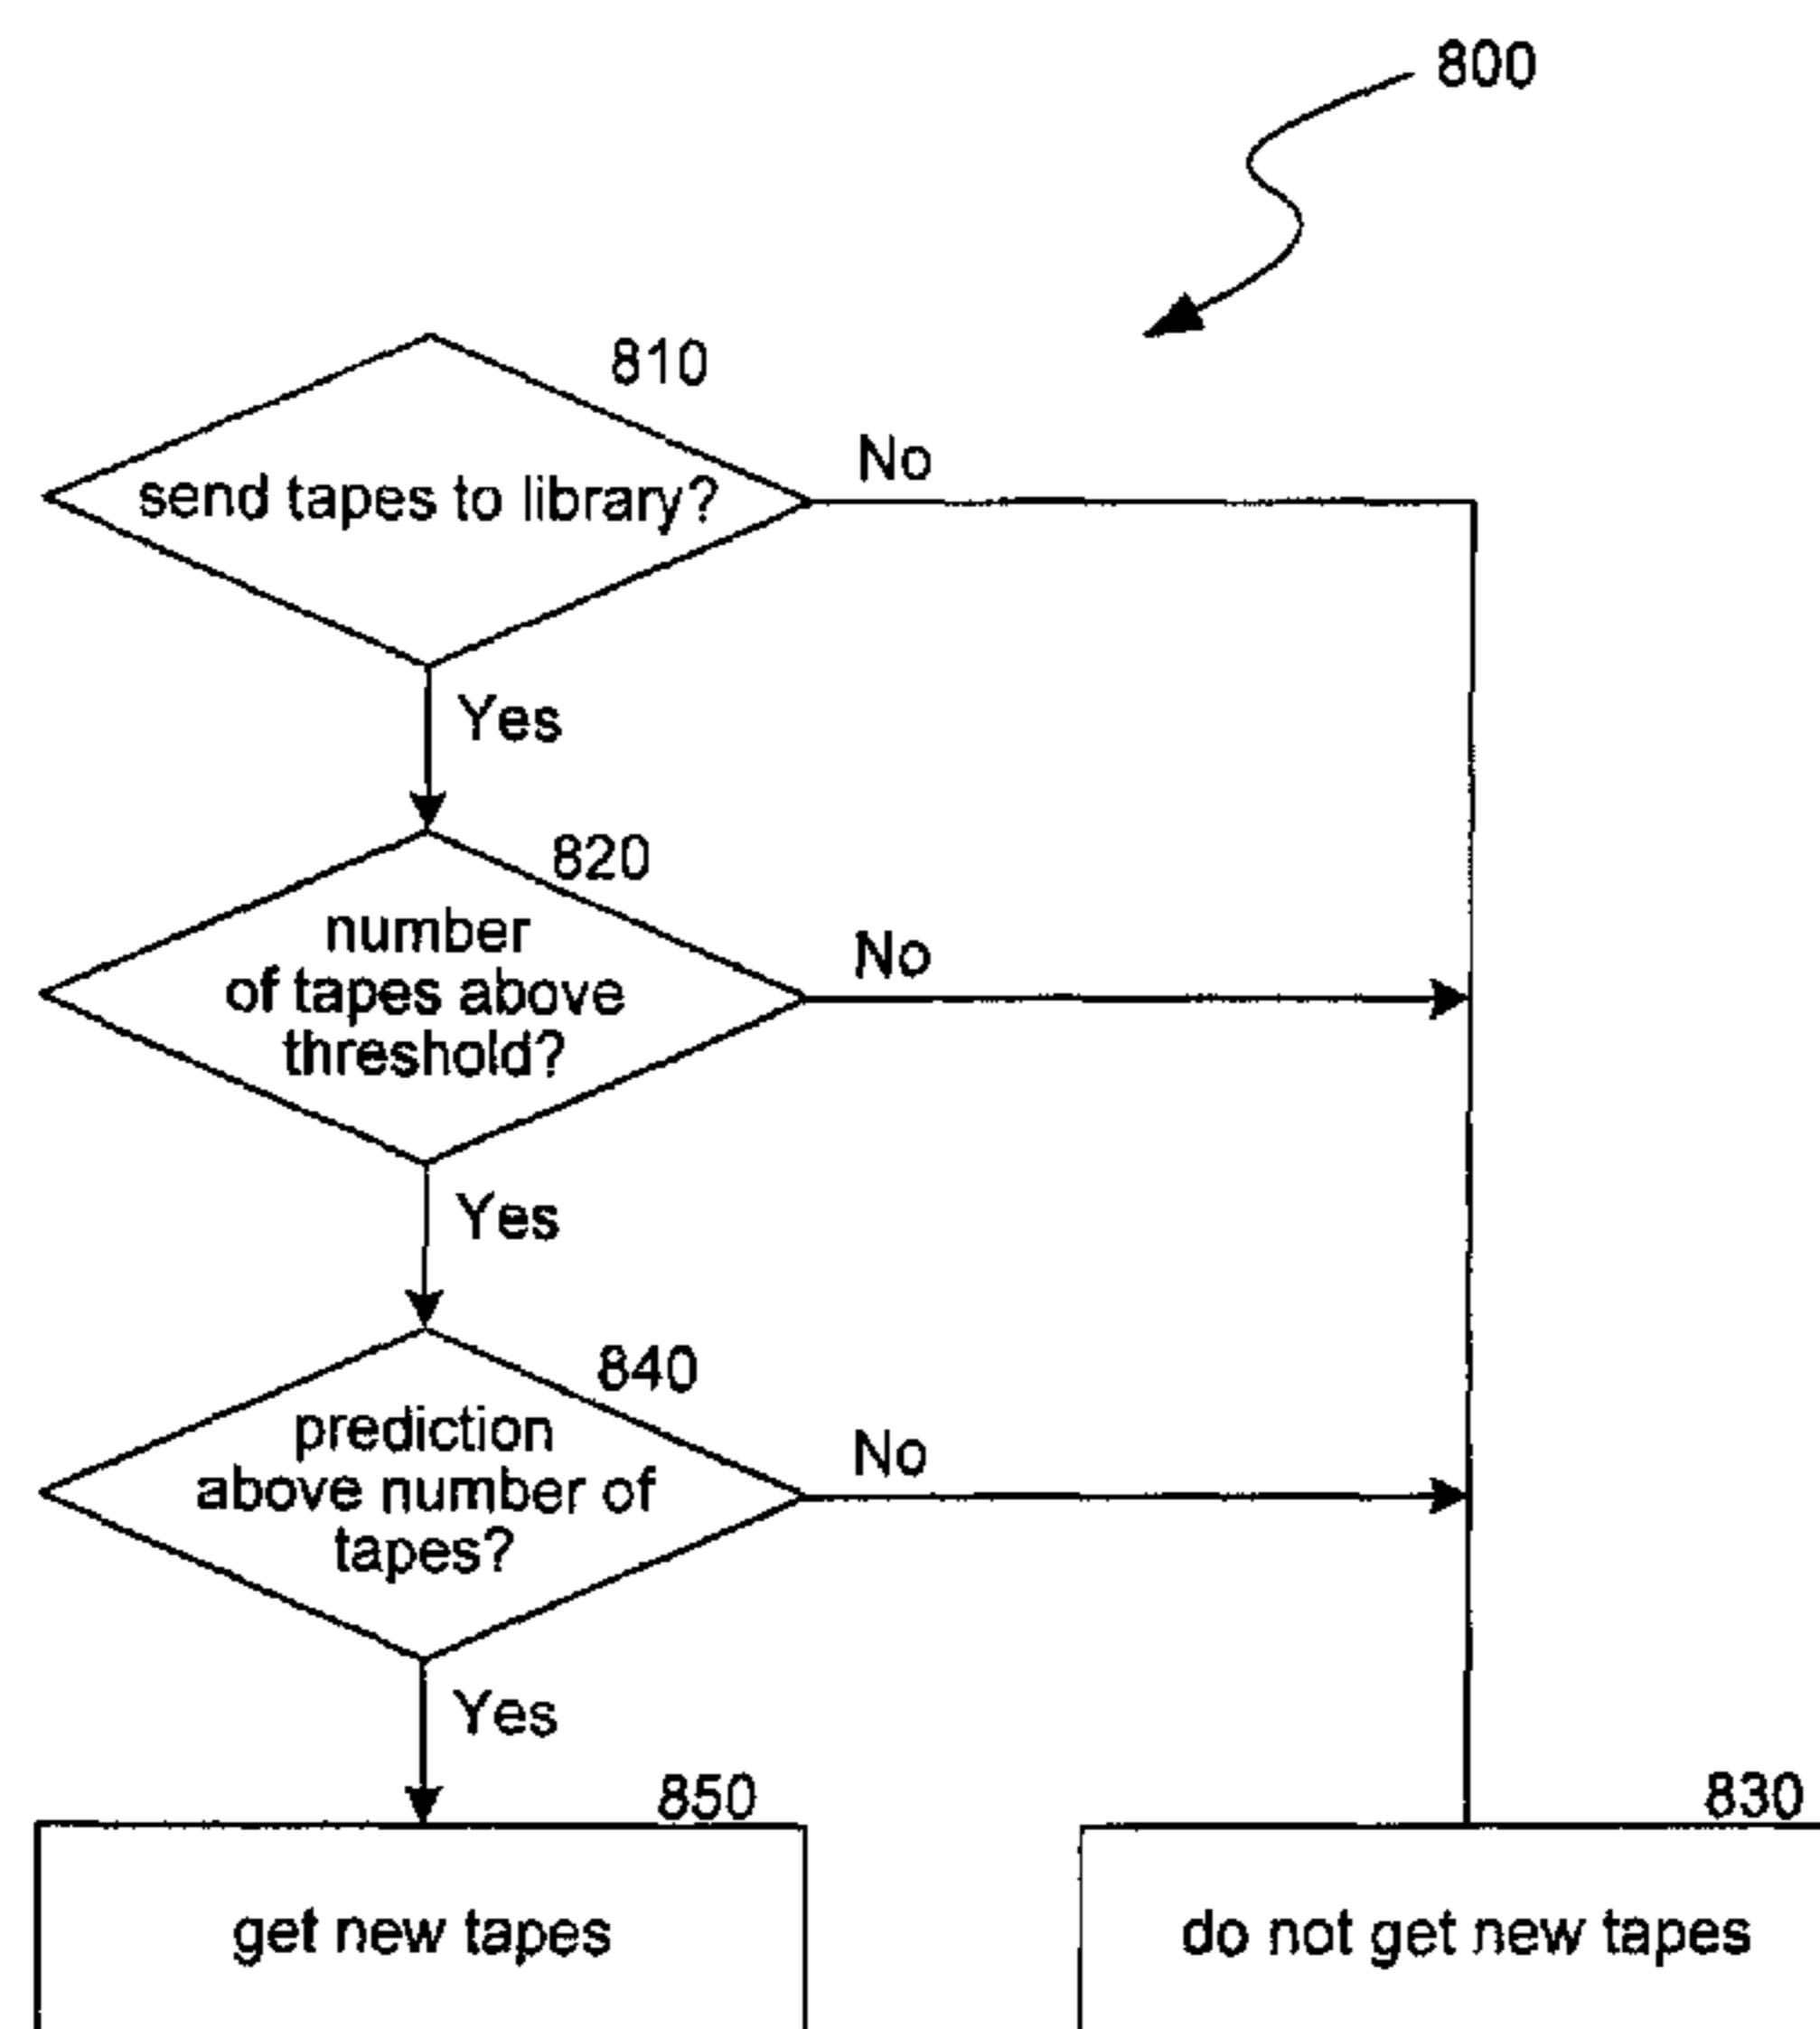 800
810
send tapes to library?
No
Yes
820
number
of tapes above
threshold?
No
Yes
840
prediction
above number of
tapes?
No
Yes
850
get new tapes
830
do not get new tapes